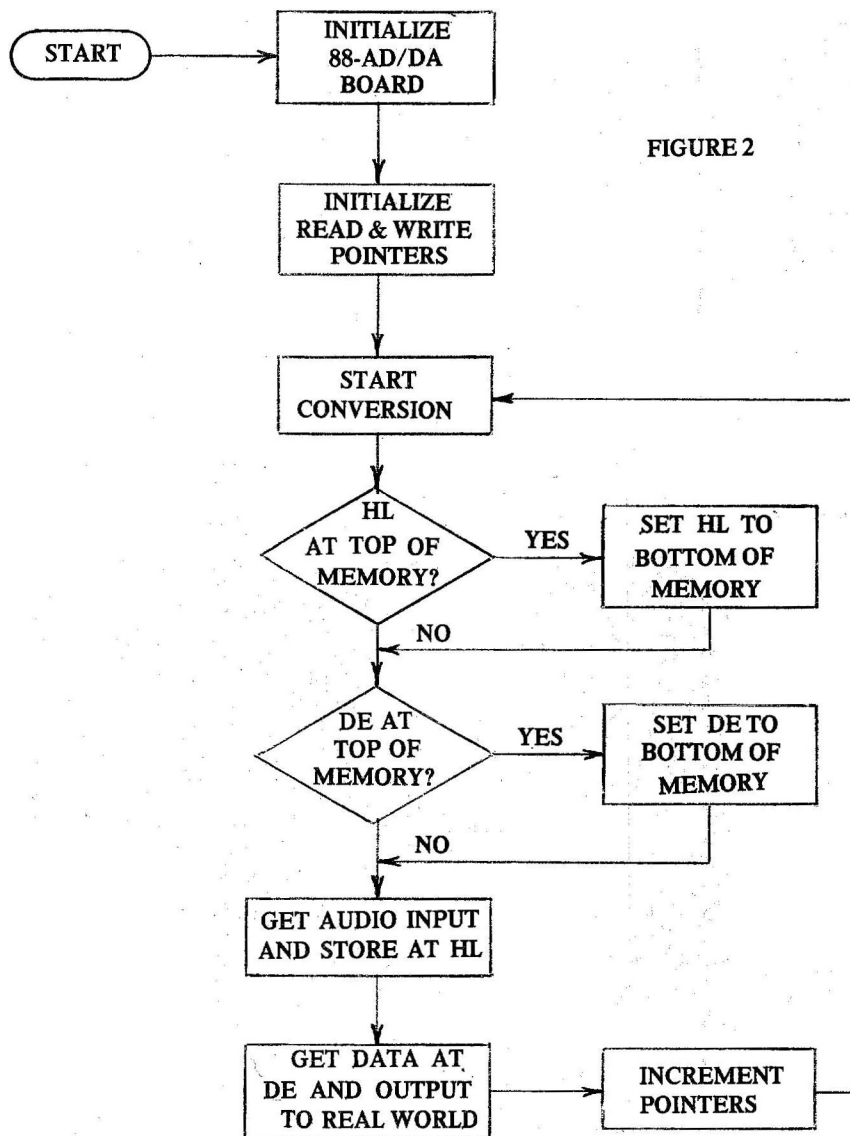 START
INITIALIZE
88-AD/DA
BOARD
FIGURE 2
INITIALIZE
READ & WRITE
POINTERS
START
CONVERSION
HL
AT TOP OF
MEMORY?
YES
SET HL TO
BOTTOM OF
MEMORY
NO
DE AT
TOP OF
MEMORY?
YES
SET DE TO
BOTTOM OF
MEMORY
NO
GET AUDIO INPUT
AND STORE AT HL
GET DATA AT
DE AND OUTPUT
TO REAL WORLD
INCREMENT
POINTERS